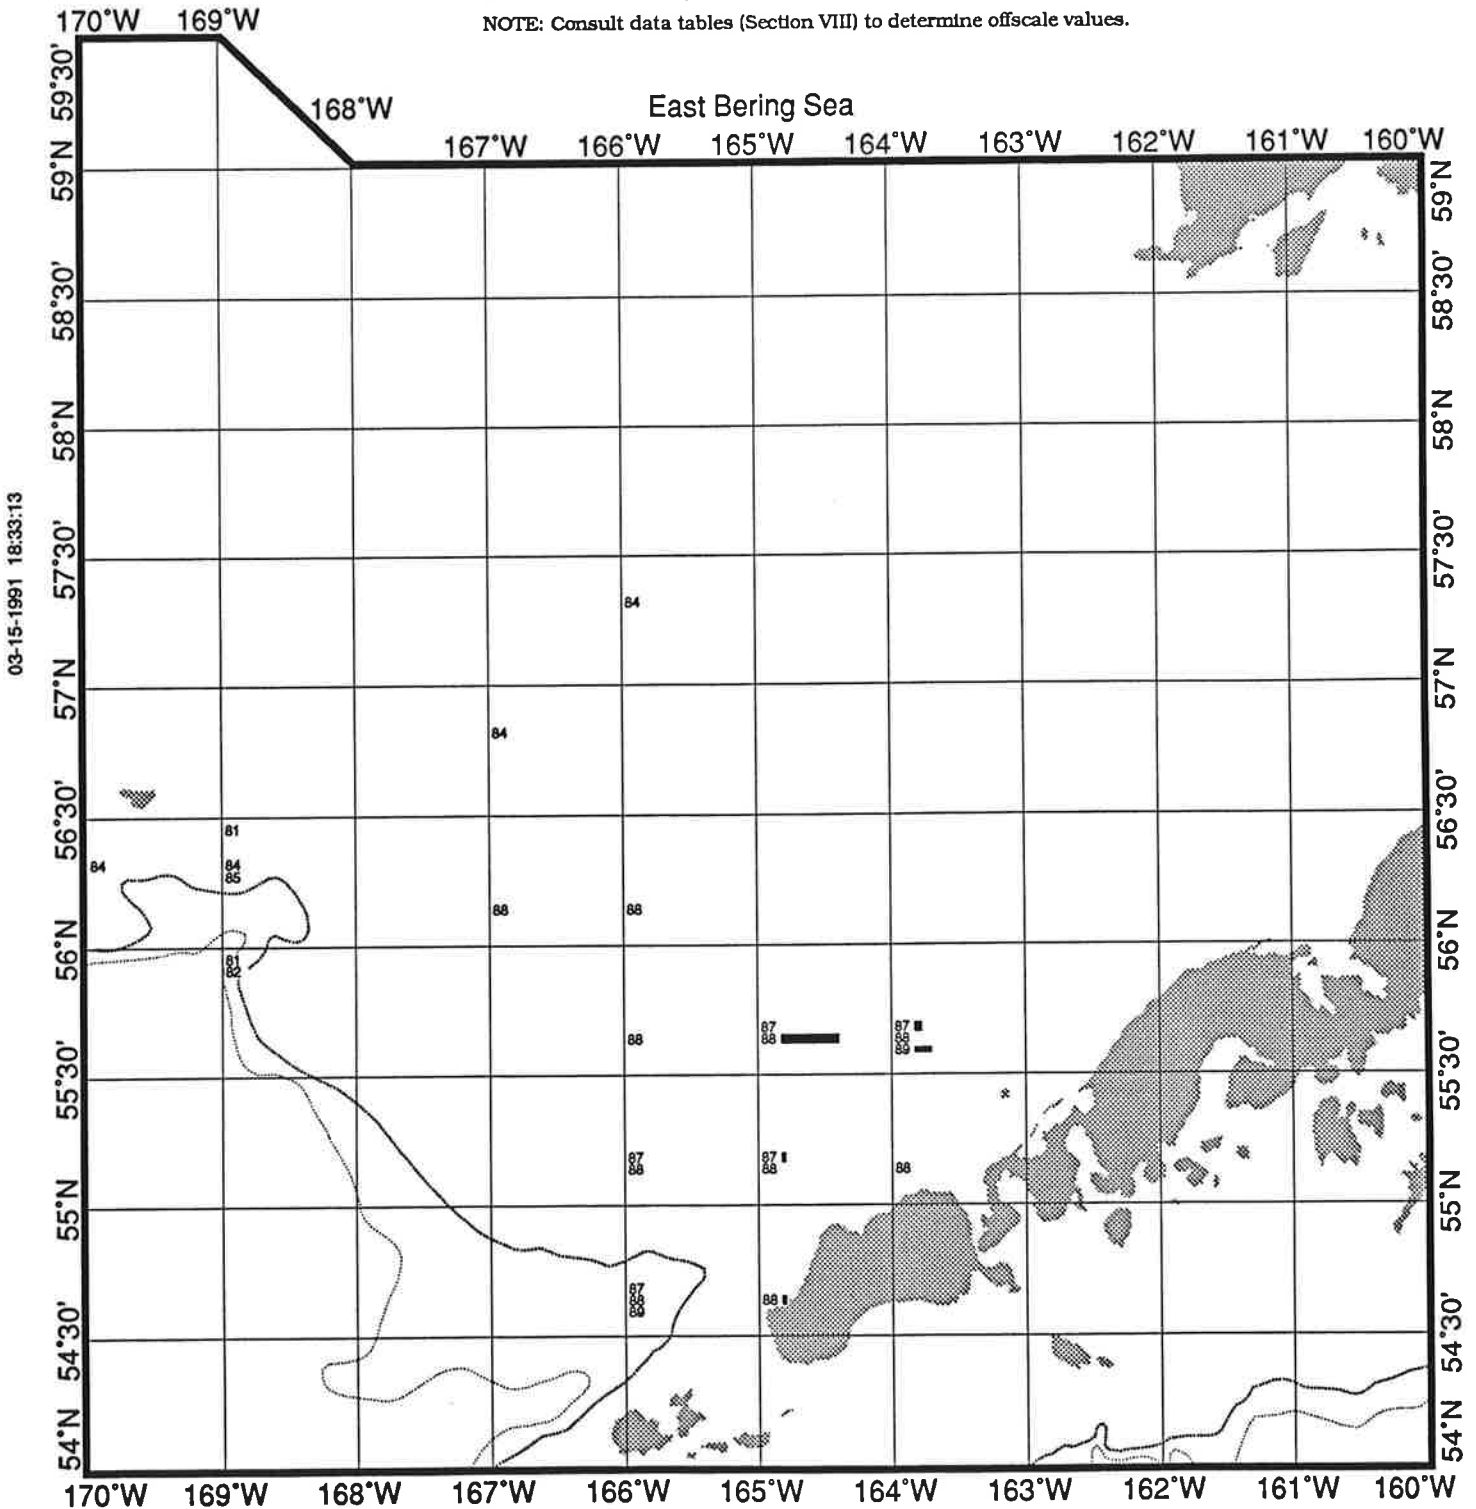 NOTE: Consult data tables (Section VIII) to determine offscale values.
170°W 169°W
168°W
East Bering Sea
167°W 166°W 165°W 164°W 163°W 162°W 161°W 160°W
59°30'
59°N 59°N
58°30' 58°30'
58°N 58°N
03-15-1991 18:33:13
57°30' 57°30'
84
57°N 57°N
84
56°30' 56°30'
81
84 84
85
88 88
56°N 56°N
81
82
87 87
88 88 88
89
55°30' 55°30'
87 87
88 88 88
55°N 55°N
87
88 88
89
54°30' 54°30'
54°N 54°N
170°W 169°W 168°W 167°W 166°W 165°W 164°W 163°W 162°W 161°W 160°W